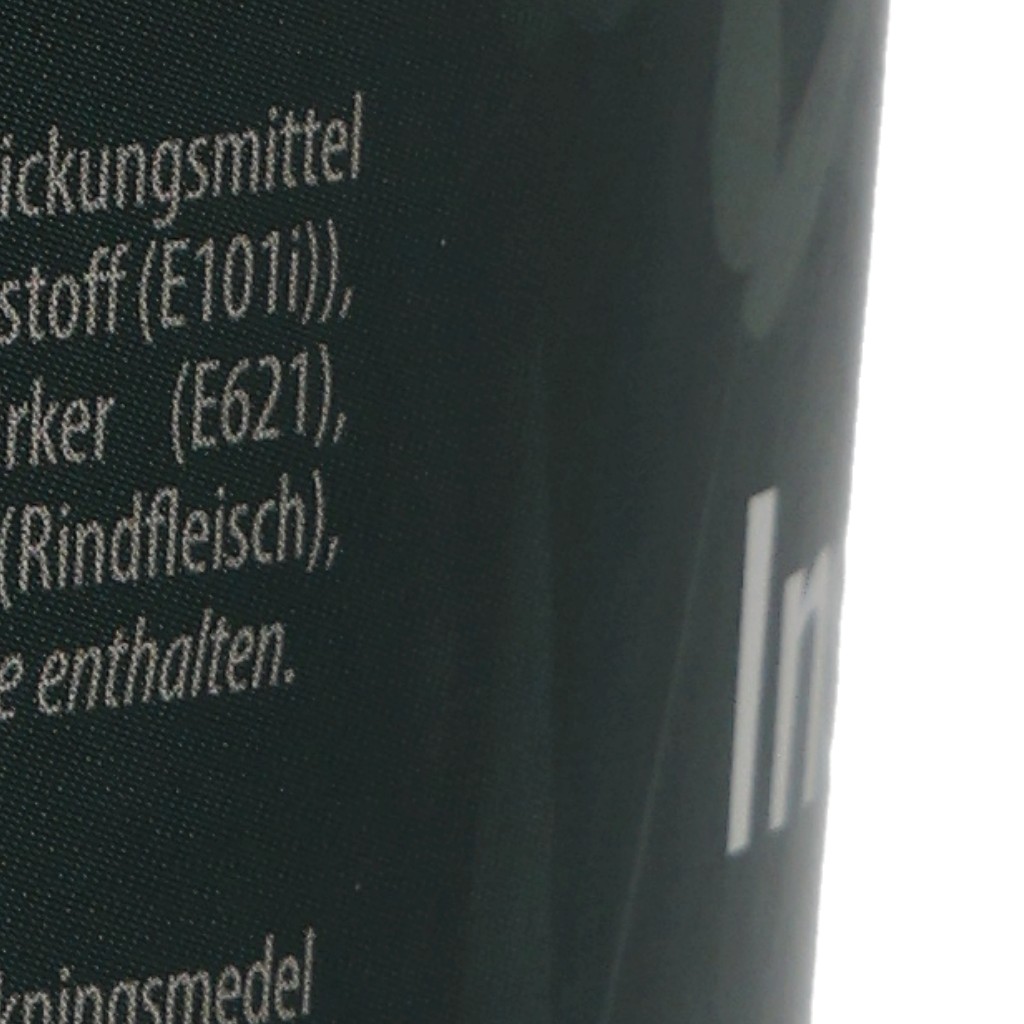 ickungsmittel
stoff (E101i)),
rker (E621),
(Rindfleisch),
e enthalten.
kningsmedel
In